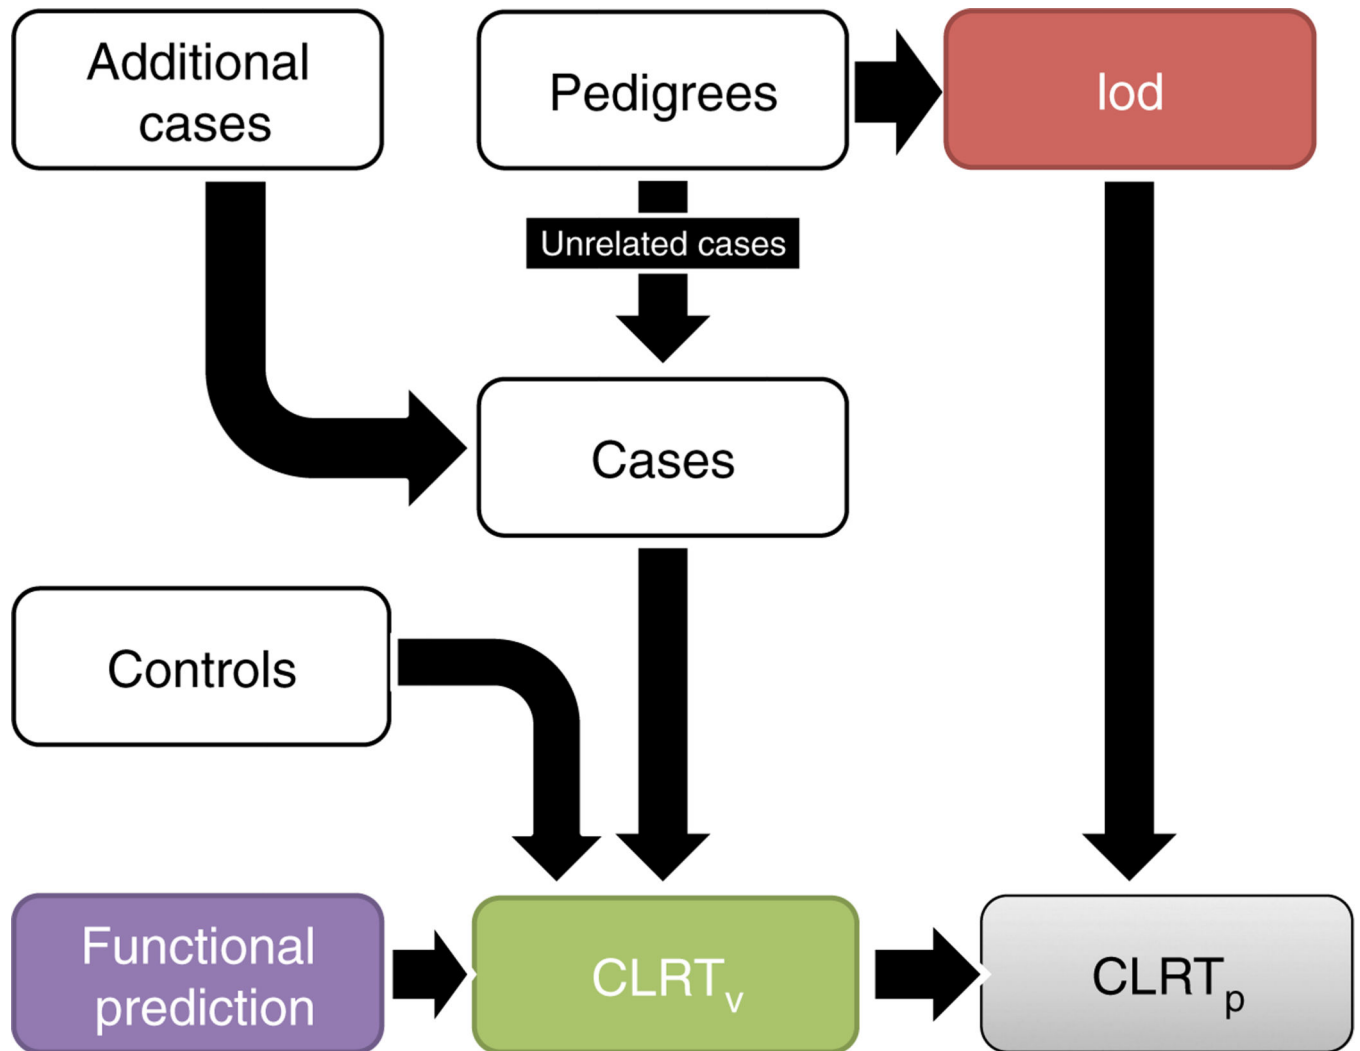 Additional
cases
Pedigrees
lod
Unrelated cases
Cases
Controls
Functional
prediction
CLRTv
CLRTp